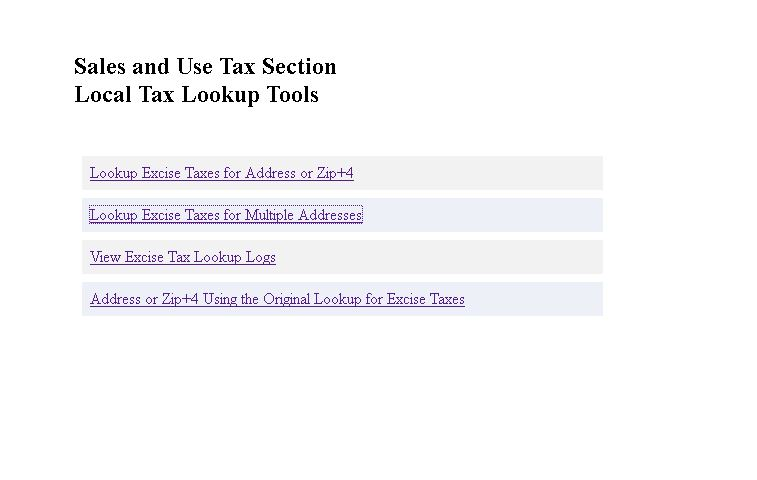 Sales and Use Tax Section
Local Tax Lookup Tools
Lookup Excise Taxes for Address or Zip+4
Lookup Excise Taxes for Multiple Addresses
View Excise Tax Lookup Logs
Address or Zip+4 Using the Original Lookup for Excise Taxes